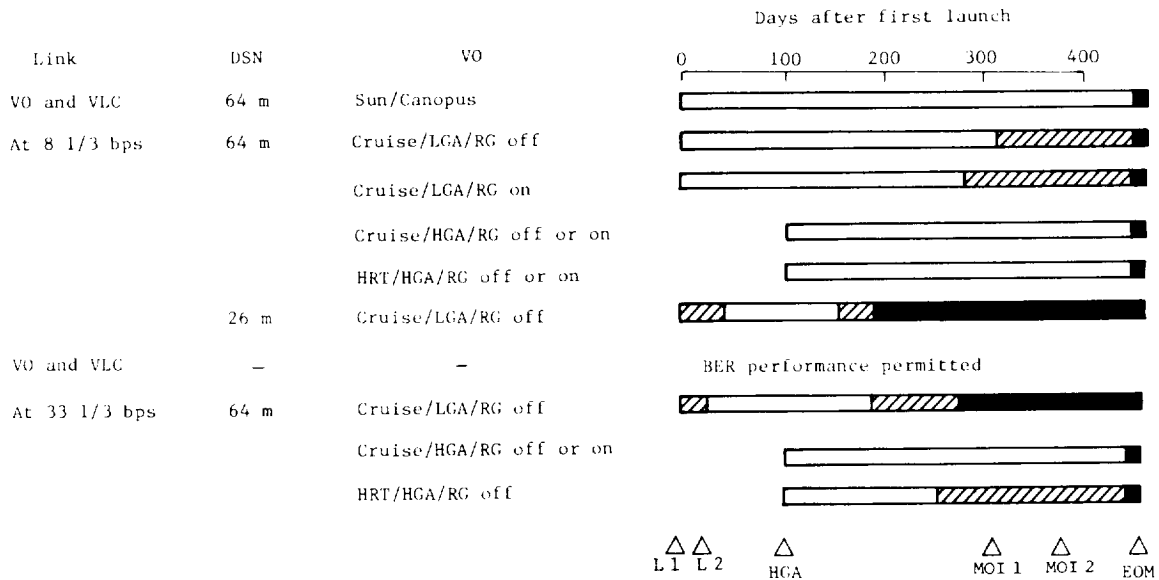 Days after first launch
Link DSN VO 0 100 200 300 400
VO and VLC 64 m Sun/Canopus
At 8 1/3 bps 64 m Cruise/LGA/RG off
Cruise/LGA/RG on
Cruise/HGA/RG off or on
HRT/HGA/RG off or on
26 m Cruise/LGA/RG off
VO and VLC — — BER performance permitted
At 33 1/3 bps 64 m Cruise/LGA/RG off
Cruise/HGA/RG off or on
HRT/HGA/RG off
L 1 L 2 HGA MOI 1 MOI 2 EOM